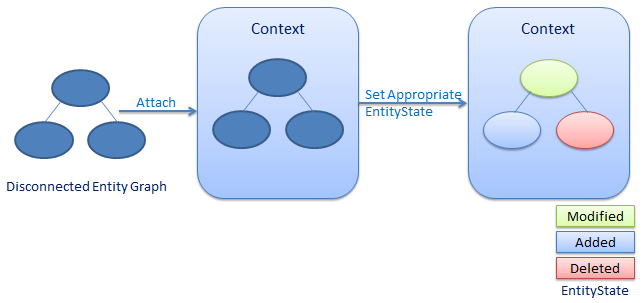 Context
Context
Attach
Set Appropriate
EntityState
Disconnected Entity Graph
Modified
Added
Deleted
EntityState